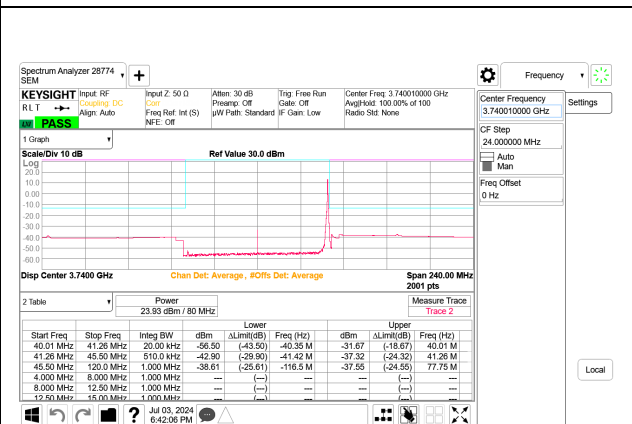 Spectrum Analyzer 28774
SEM
Frequency
KEYSIGHT Input: RF Input Z: 50 Ω Atten: 30 dB Trig: Free Run Center Freq: 3.740010000 GHz
RLT Coupling: DC Corr Preamp: Off Gate: Off Avg|Hold: 100.00% of 100
Align: Auto Freq Ref: Int (S) µW Path: Standard IF Gain: Low Radio Std: None
LM PASS NFE: Off
Center Frequency Settings
3.740010000 GHz
CF Step
24.000000 MHz
Auto
Man
Freq Offset
0 Hz
1 Graph
Scale/Div 10 dB Ref Value 30.0 dBm
Log
20.0
10.0
0.00
-10.0
-20.0
-30.0
-40.0
-50.0
-60.0
Disp Center 3.7400 GHz Chan Det: Average , #Offs Det: Average Span 240.00 MHz
2001 pts
2 Table Power Measure Trace
23.93 dBm / 80 MHz Trace 2
Lower Upper
Start Freq Stop Freq Integ BW dBm ΔLimit(dB) Freq (Hz) dBm ΔLimit(dB) Freq (Hz)
40.01 MHz 41.26 MHz 20.00 kHz -56.50 (-43.50) -40.35 M -31.67 (-18.67) 40.01 M
41.26 MHz 45.50 MHz 510.0 kHz -42.90 (-29.90) -41.42 M -37.32 (-24.32) 41.26 M
45.50 MHz 120.0 MHz 1.000 MHz -38.61 (-25.61) -116.5 M -37.55 (-24.55) 77.75 M
4.000 MHz 8.000 MHz 1.000 MHz --- (---) --- --- (---) ---
8.000 MHz 12.50 MHz 1.000 MHz --- (---) --- --- (---) ---
12.50 MHz 15.00 MHz 1.000 MHz --- (---) --- --- (---) ---
Local
Jul 03, 2024
6:42:06 PM